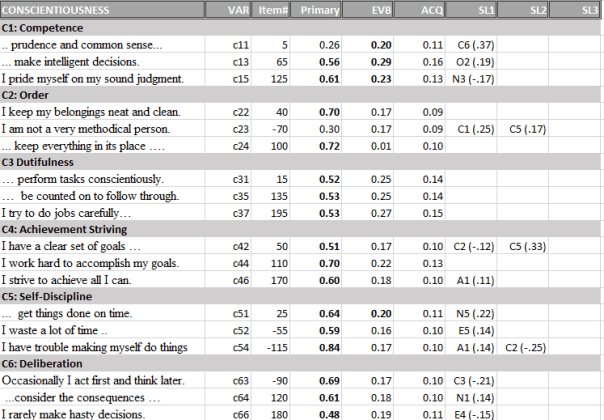 CONSCIENTIOUSNESS VAR Item# Primary EVB ACQ SL1 SL2 SL3
C1: Competence
.. prudence and common sense... c11 5 0.26 0.20 0.11 C6 (.37)
... make intelligent decisions. c13 65 0.56 0.29 0.16 O2 (.19)
I pride myself on my sound judgment. c15 125 0.61 0.23 0.13 N3 (-.17)
C2: Order
I keep my belongings neat and clean. c22 40 0.70 0.17 0.09
I am not a very methodical person. c23 -70 0.30 0.17 0.09 C1 (.25) C5 (.17)
... keep everything in its place …. c24 100 0.72 0.01 0.10
C3 Dutifulness
… perform tasks conscientiously. c31 15 0.52 0.25 0.14
… be counted on to follow through. c35 135 0.53 0.25 0.14
I try to do jobs carefully… c37 195 0.53 0.27 0.15
C4: Achievement Striving
I have a clear set of goals … c42 50 0.51 0.17 0.10 C2 (-.12) C5 (.33)
I work hard to accomplish my goals. c44 110 0.70 0.22 0.13
I strive to achieve all I can. c46 170 0.60 0.18 0.10 A1 (.11)
C5: Self-Discipline
... get things done on time. c51 25 0.64 0.20 0.11 N5 (.22)
I waste a lot of time .. c52 -55 0.59 0.16 0.10 E5 (.14)
I have trouble making myself do things c54 -115 0.84 0.17 0.10 A1 (.14) C2 (-.25)
C6: Deliberation
Occasionally I act first and think later. c63 -90 0.69 0.17 0.10 C3 (-.21)
...consider the consequences … c64 120 0.61 0.18 0.10 N1 (.14)
I rarely make hasty decisions. c66 180 0.48 0.19 0.11 E4 (-.15)